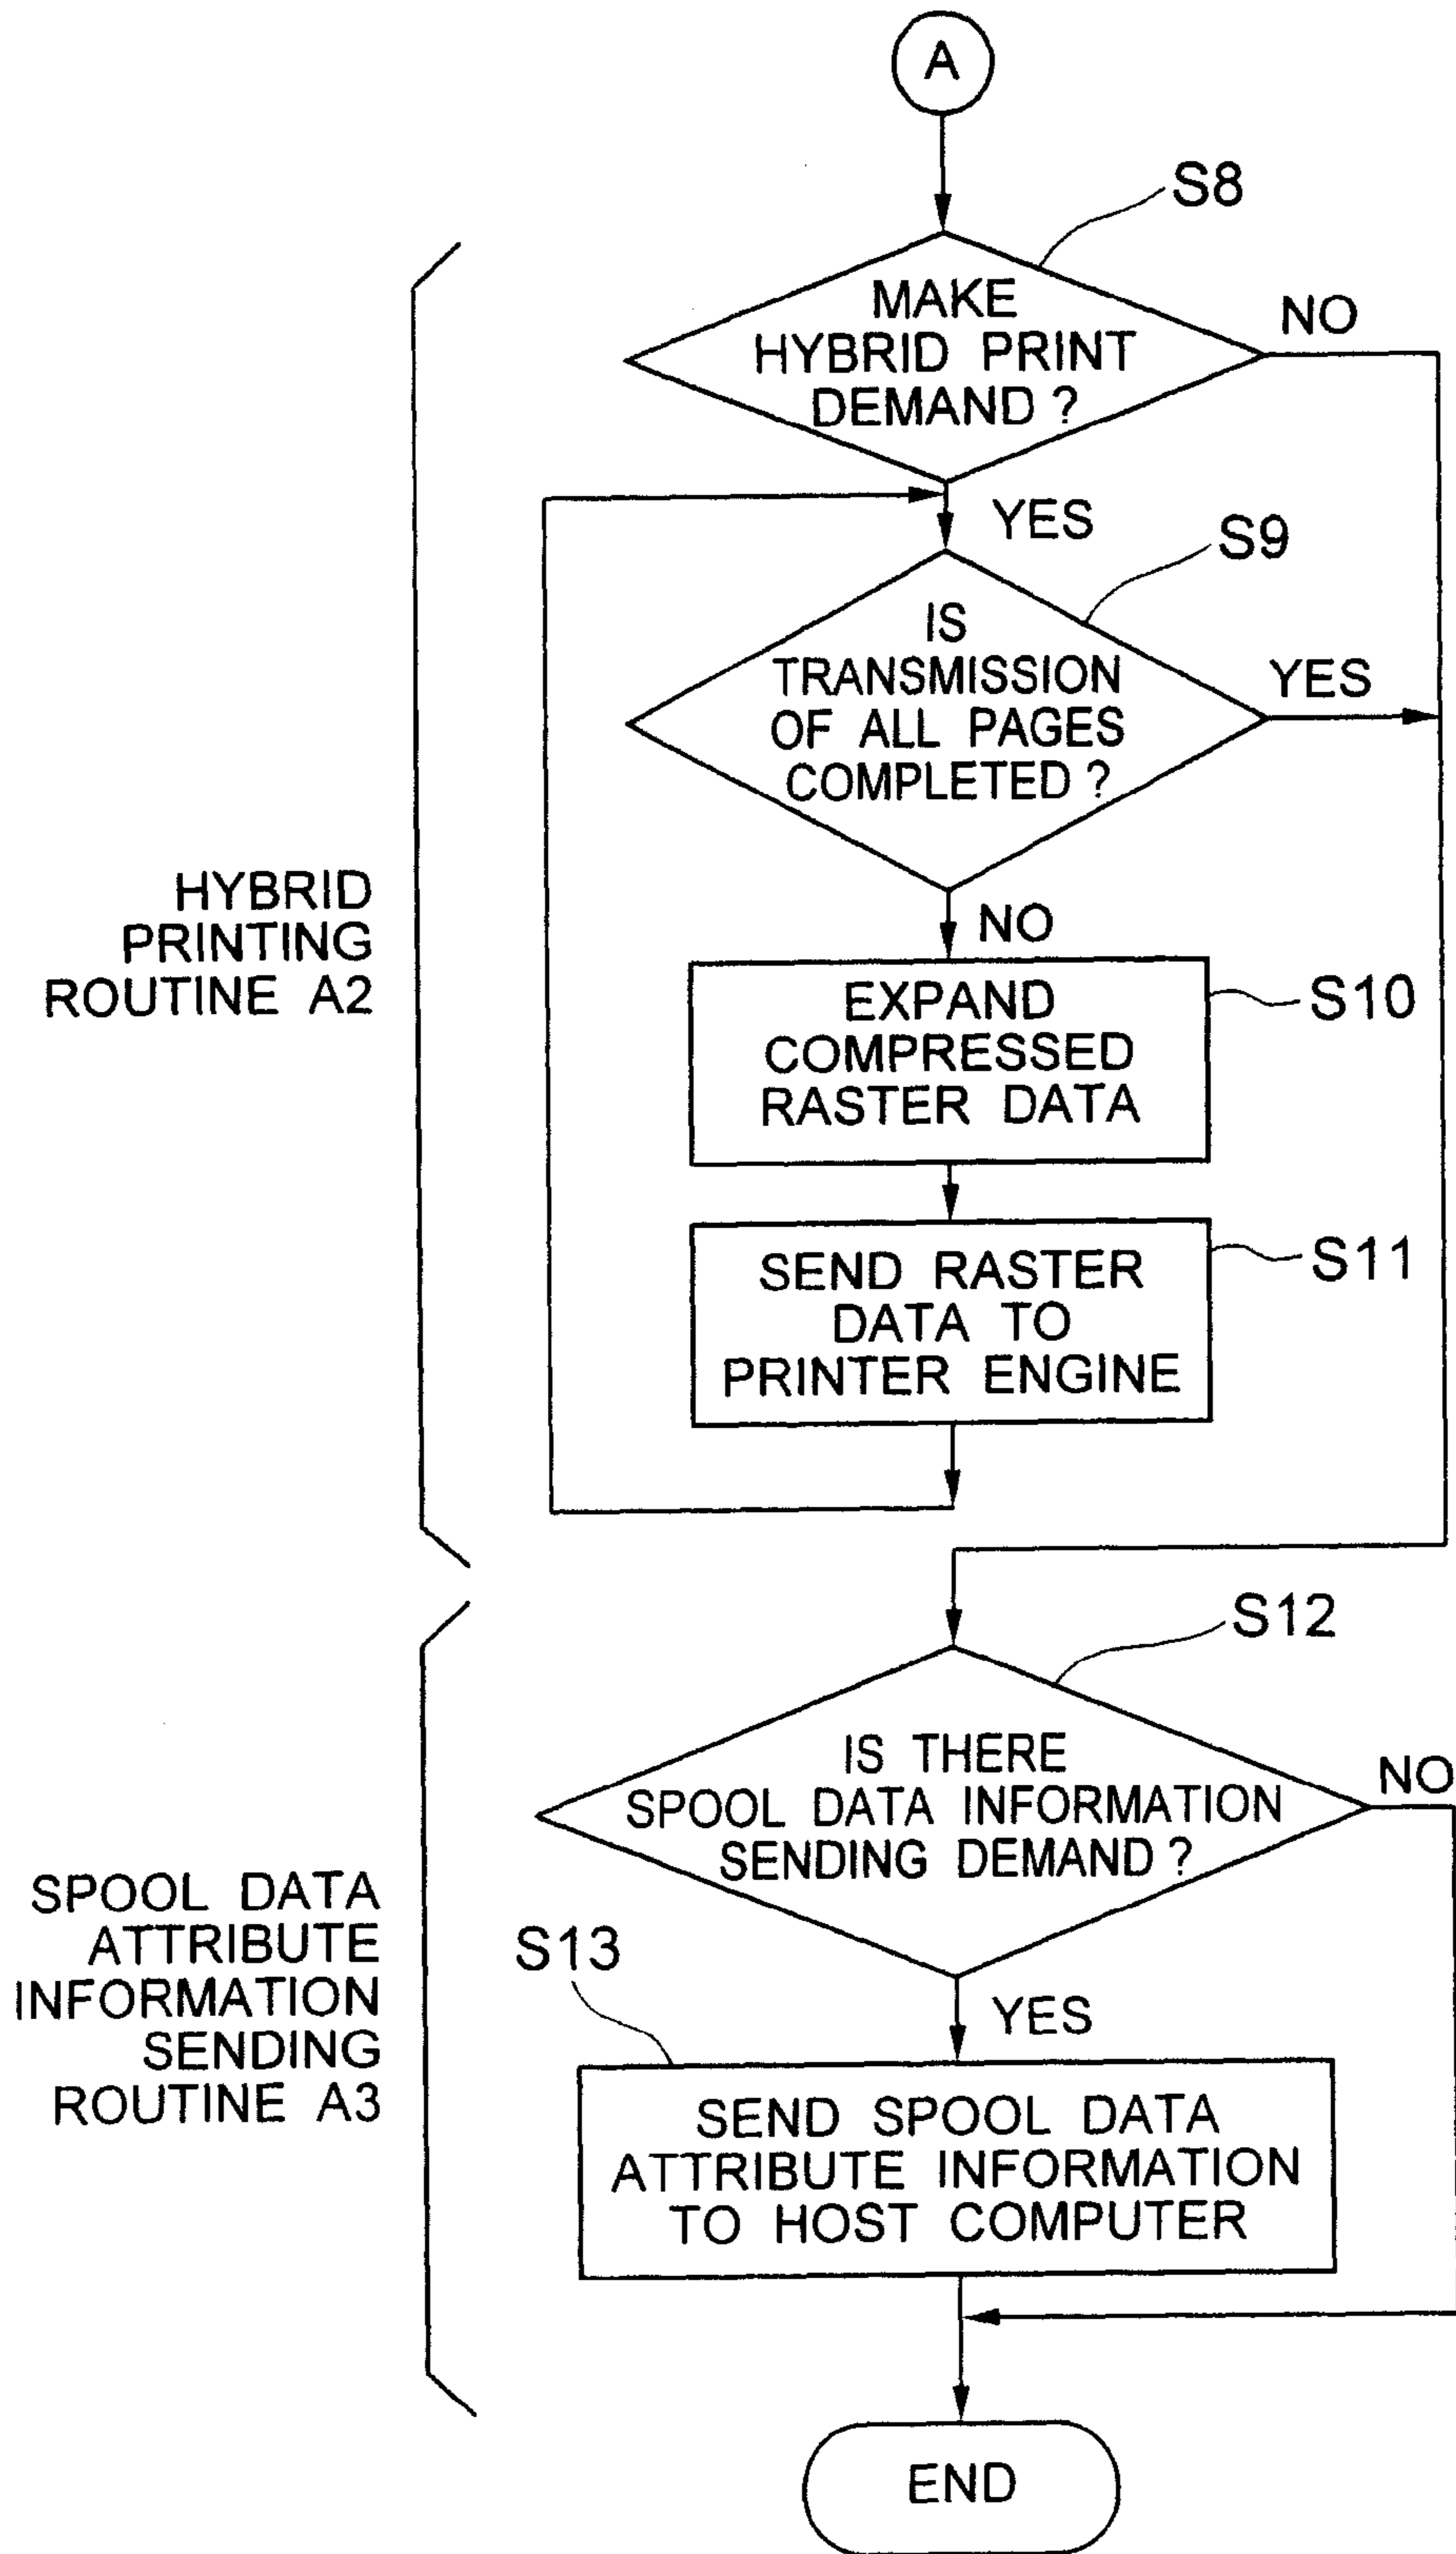 A
S8
MAKE
HYBRID PRINT
DEMAND ?
NO
YES
S9
IS
TRANSMISSION
OF ALL PAGES
COMPLETED ?
YES
NO
HYBRID
PRINTING
ROUTINE A2
EXPAND
COMPRESSED
RASTER DATA
S10
SEND RASTER
DATA TO
PRINTER ENGINE
S11
S12
IS THERE
SPOOL DATA INFORMATION
SENDING DEMAND ?
NO
SPOOL DATA
ATTRIBUTE
INFORMATION
SENDING
ROUTINE A3
S13
YES
SEND SPOOL DATA
ATTRIBUTE INFORMATION
TO HOST COMPUTER
END